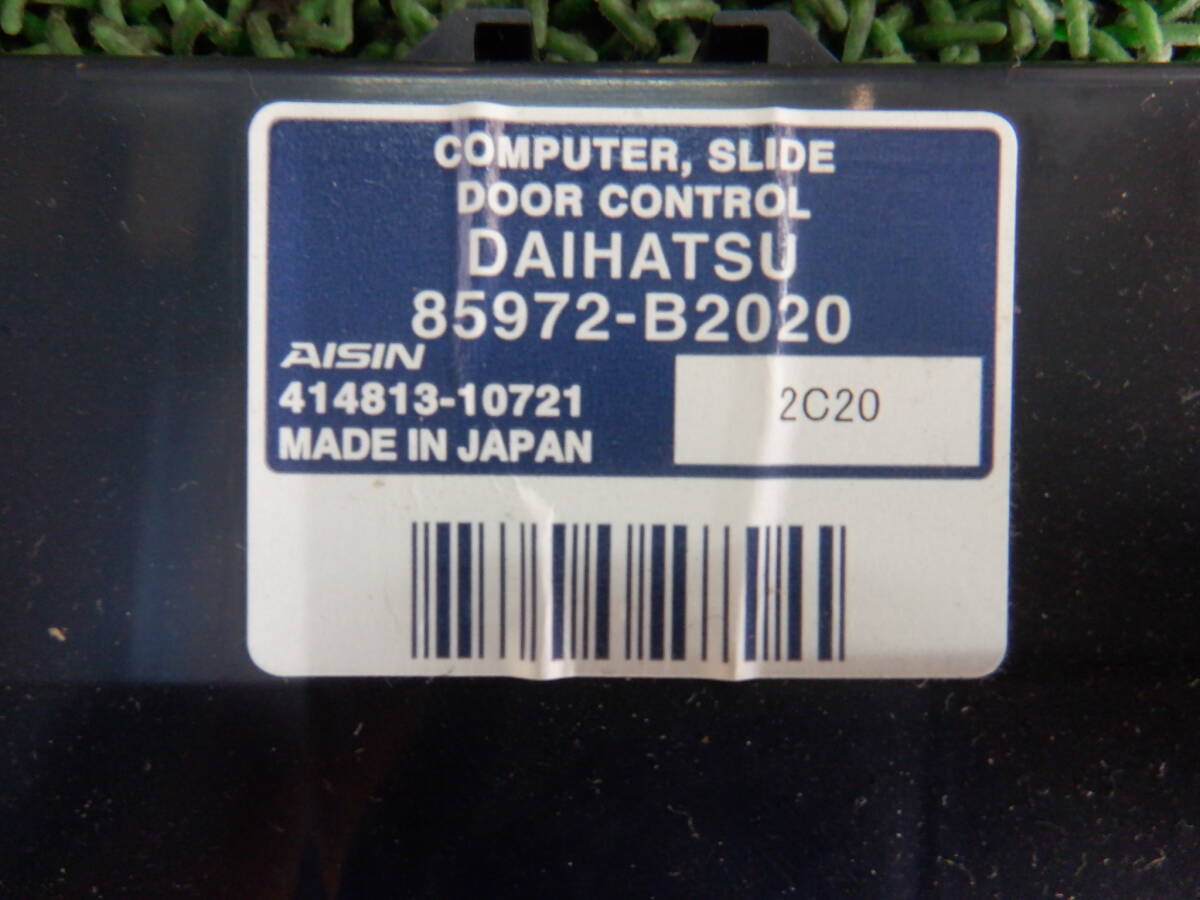 COMPUTER, SLIDE
DOOR CONTROL
DAIHATSU
85972-B2020
AISIN
414813-10721
2C20
MADE IN JAPAN